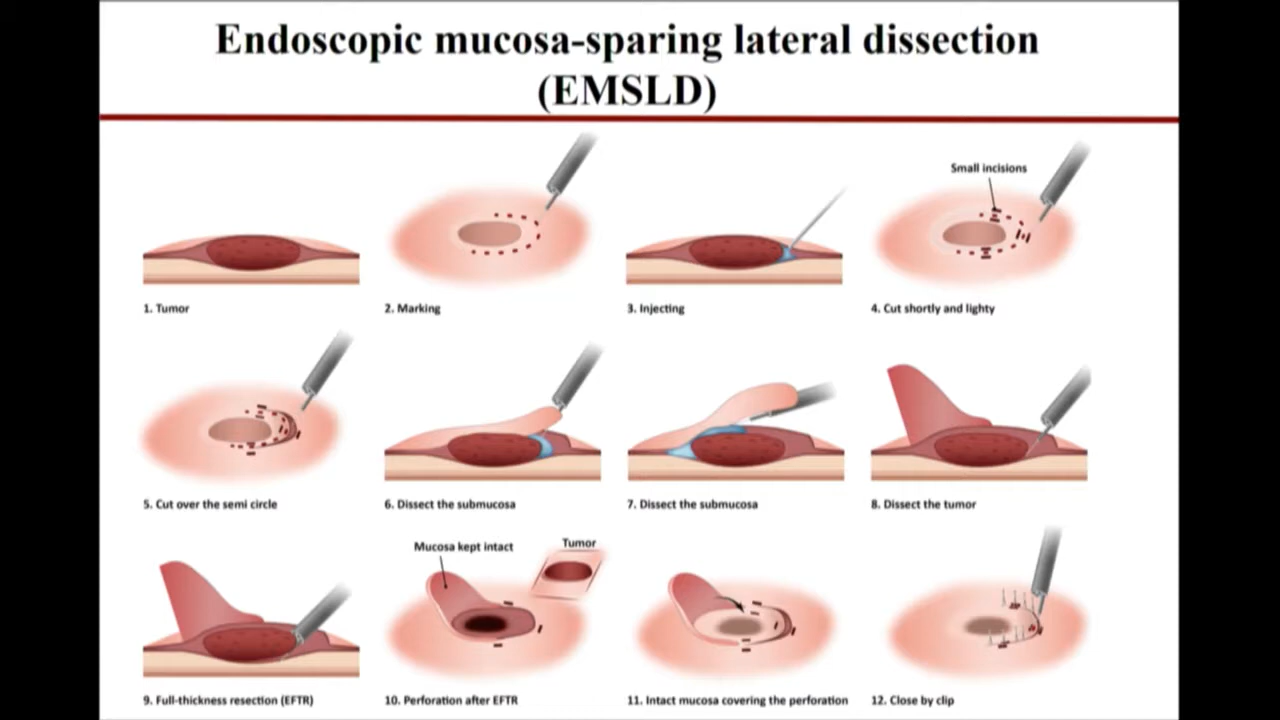 Endoscopic mucosa-sparing lateral dissection
(EMSLD)
Small incisions
1. Tumor
2. Marking
3. Injecting
4. Cut shortly and lighty
5. Cut over the semi circle
6. Dissect the submucosa
7. Dissect the submucosa
8. Dissect the tumor
Mucosa kept intact
Tumor
9. Full-thickness resection (EFTR)
10. Perforation after EFTR
11. Intact mucosa covering the perforation
12. Close by clip